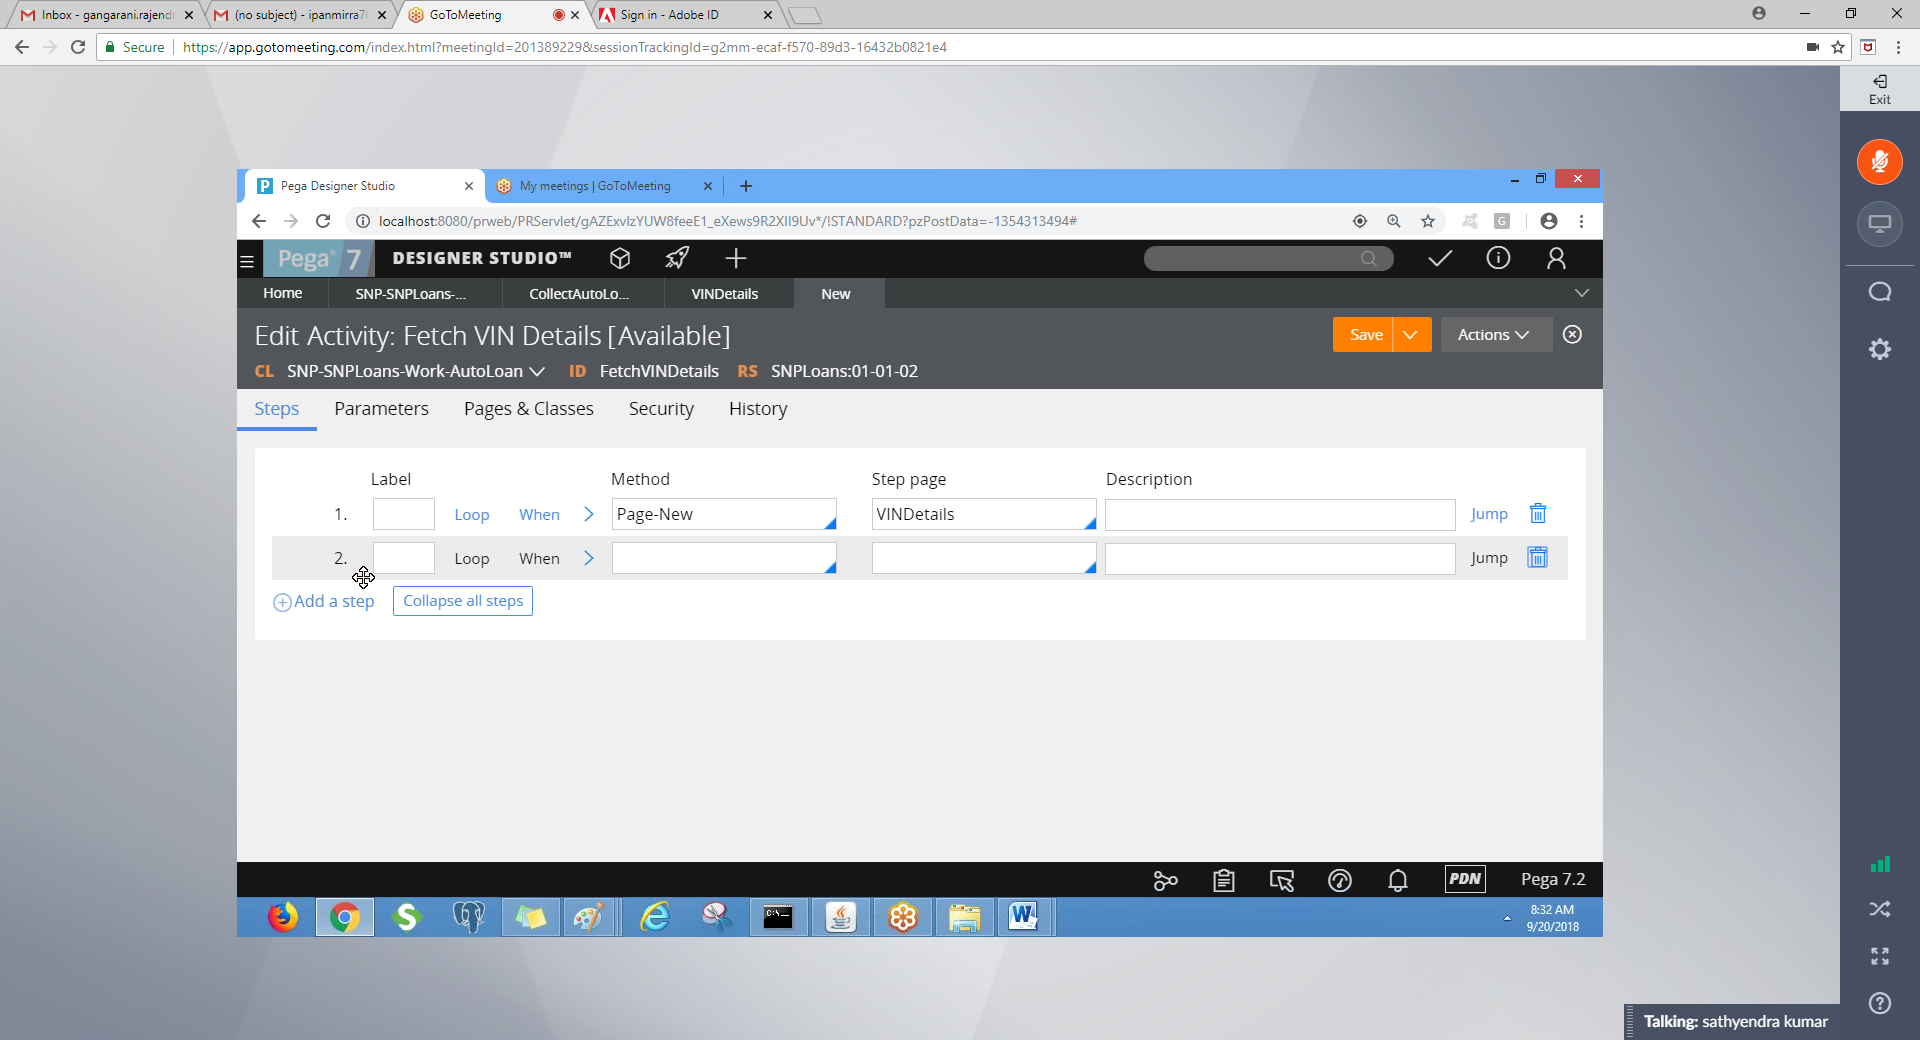 Inbox - gangarani.rajend
(no subject) - ipanmirra7
GoToMeeting
Sign in - Adobe ID
Secure
https://app.gotomeeting.com/index.html?meetingId=201389229&sessionTrackingId=g2mm-ecaf-f570-89d3-16432b0821e4
Exit
Pega Designer Studio
My meetings | GoToMeeting
localhost:8080/prweb/PRServlet/gAZExvlzYUW8feeE1_eXews9R2XII9Uv*/!STANDARD?pzPostData=-1354313494#
Pega 7
DESIGNER STUDIO™
Home
SNP-SNPLoans-...
CollectAutoLo...
VINDetails
New
Edit Activity: Fetch VIN Details [Available]
Save
Actions
CL SNP-SNPLoans-Work-AutoLoan ID FetchVINDetails RS SNPLoans:01-01-02
Steps Parameters Pages & Classes Security History
Label Method Step page Description
1. Loop When Page-New VINDetails Jump
2. Loop When Jump
Add a step Collapse all steps
PDN
Pega 7.2
8:32 AM
9/20/2018
Talking: sathyendra kumar